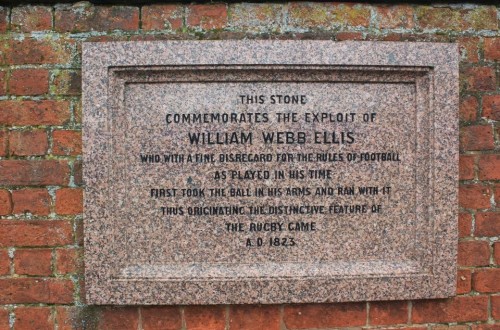 THIS STONE
COMMEMORATES THE EXPLOIT OF
WILLIAM WEBB ELLIS
WHO WITH A FINE DISREGARD FOR THE RULES OF FOOTBALL
AS PLAYED IN HIS TIME
FIRST TOOK THE BALL IN HIS ARMS AND RAN WITH IT
THUS ORIGINATING THE DISTINCTIVE FEATURE OF
THE RUGBY GAME
A.D. 1823